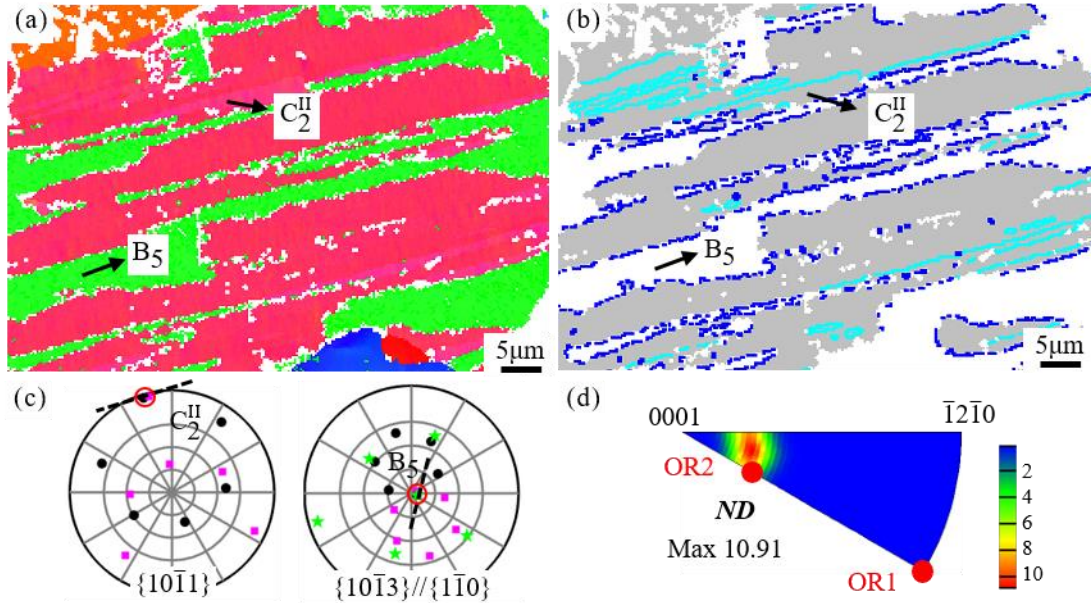 (a)
C₂ᴵᴵ
B₅
5μm
(b)
C₂ᴵᴵ
B₅
5μm
(c)
C₂ᴵᴵ
{101̄1}
B₅
{101̄3}//{11̄0}
(d)
0001
1̄21̄0
OR2
ND
Max 10.91
OR1
2
4
6
8
10